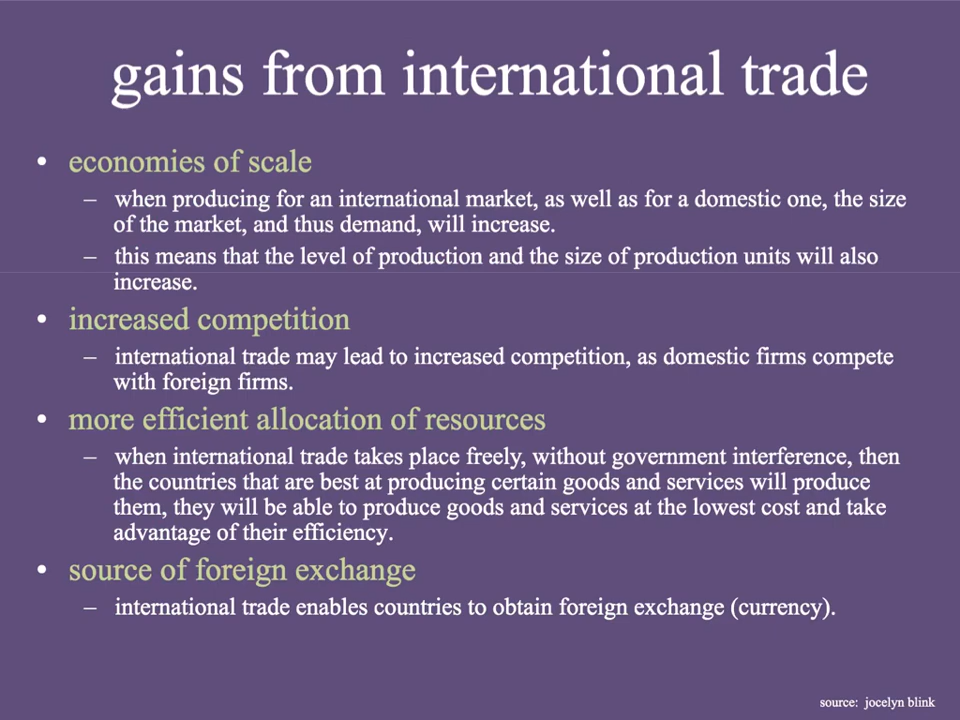 gains from international trade
• economies of scale
– when producing for an international market, as well as for a domestic one, the size
of the market, and thus demand, will increase.
– this means that the level of production and the size of production units will also
increase.
• increased competition
– international trade may lead to increased competition, as domestic firms compete
with foreign firms.
• more efficient allocation of resources
– when international trade takes place freely, without government interference, then
the countries that are best at producing certain goods and services will produce
them, they will be able to produce goods and services at the lowest cost and take
advantage of their efficiency.
• source of foreign exchange
– international trade enables countries to obtain foreign exchange (currency).
source: jocelyn blink